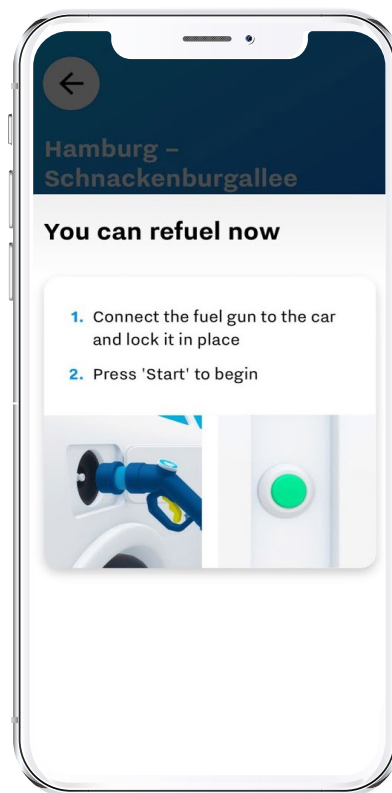 Hamburg –
Schnackenburgallee
You can refuel now
1. Connect the fuel gun to the car
and lock it in place
2. Press 'Start' to begin